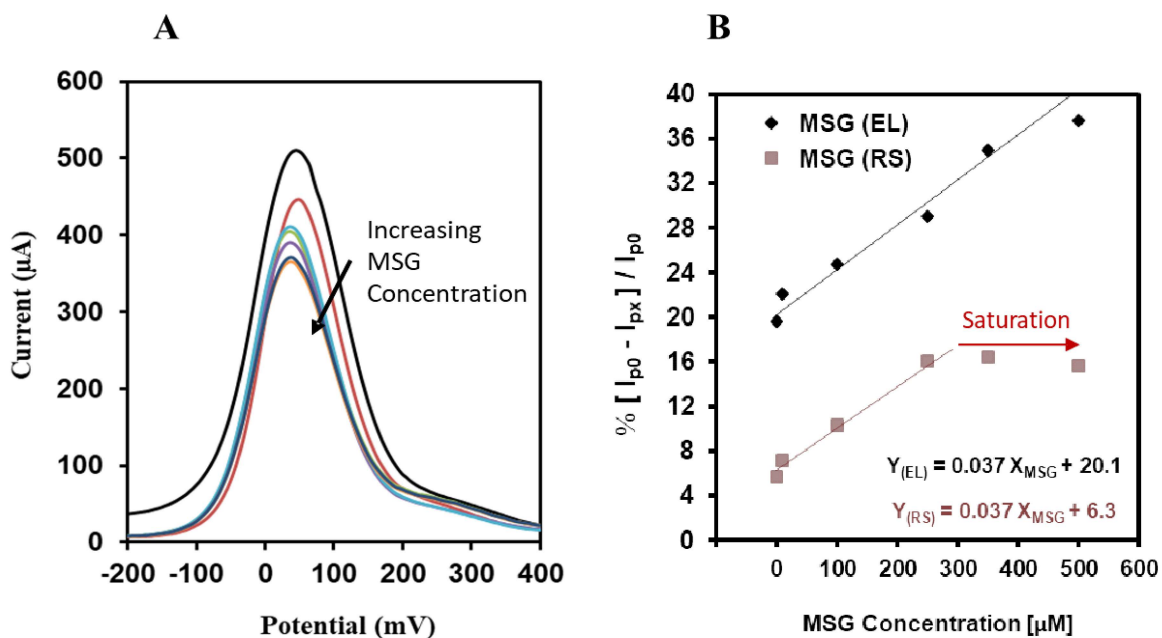 A
600
500
400
300
200
100
0
-200 -100 0 100 200 300 400
Current (µA)
Potential (mV)
Increasing
MSG
Concentration
B
40
36
32
28
24
20
16
12
8
4
0
0 100 200 300 400 500 600
% [ Ip0 - Ipx ] / Ip0
MSG Concentration [µM]
MSG (EL)
MSG (RS)
Saturation
Y(EL) = 0.037 XMSG + 20.1
Y(RS) = 0.037 XMSG + 6.3